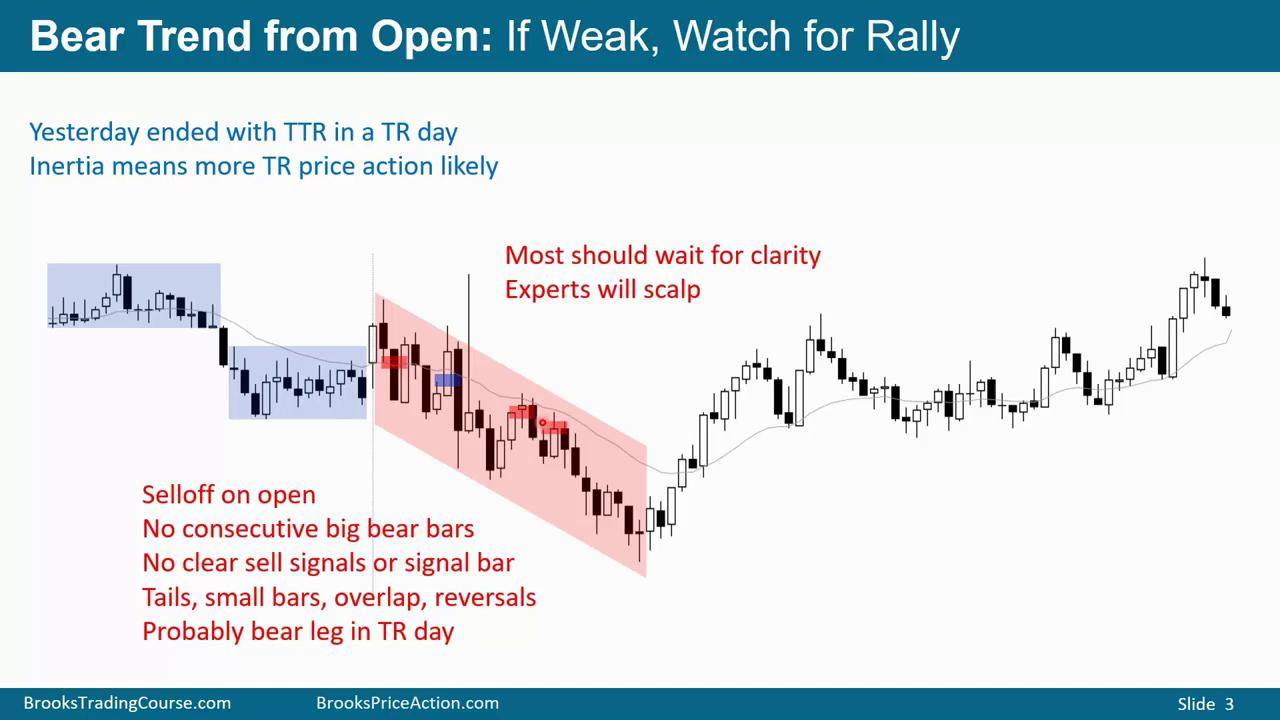 Bear Trend from Open: If Weak, Watch for Rally
Yesterday ended with TTR in a TR day
Inertia means more TR price action likely
Most should wait for clarity
Experts will scalp
Selloff on open
No consecutive big bear bars
No clear sell signals or signal bar
Tails, small bars, overlap, reversals
Probably bear leg in TR day
BrooksTradingCourse.com
BrooksPriceAction.com
Slide 3